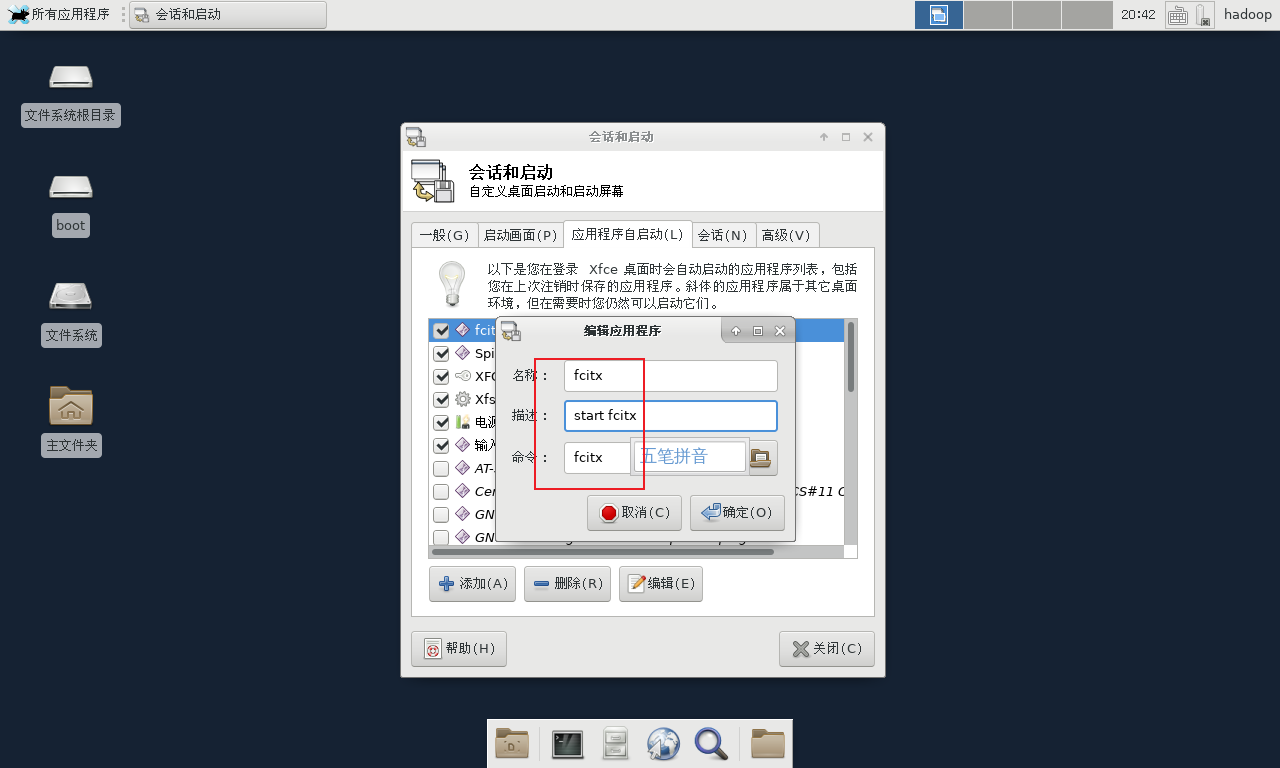 所有应用程序
会话和启动
20:42
hadoop
文件系统根目录
boot
文件系统
主文件夹
会话和启动
会话和启动
自定义桌面启动和启动屏幕
一般(G)
启动画面(P)
应用程序自启动(L)
会话(N)
高级(V)
以下是您在登录 Xfce 桌面时会自动启动的应用程序列表，包括
您在上次注销时保存的应用程序。斜体的应用程序属于其它桌面
环境，但在需要时您仍然可以启动它们。
fcit
Spi
XFC
Xfs
电源
输入
AT-
Cer
CS#11 C
GN
GN
编辑应用程序
名称：
fcitx
描述：
start fcitx
命令：
fcitx
五笔拼音
取消(C)
确定(O)
添加(A)
删除(R)
编辑(E)
帮助(H)
关闭(C)